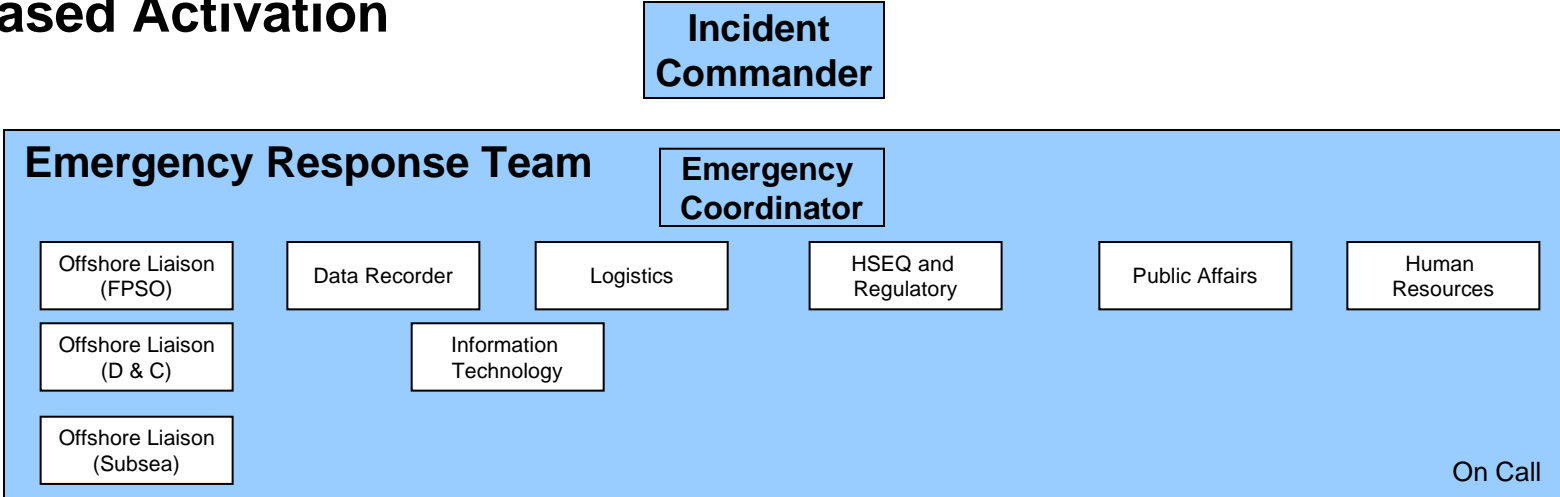 ased Activation
Incident
Commander
Emergency Response Team
Emergency
Coordinator
Offshore Liaison
(FPSO)
Data Recorder
Logistics
HSEQ and
Regulatory
Public Affairs
Human
Resources
Offshore Liaison
(D & C)
Information
Technology
Offshore Liaison
(Subsea)
On Call